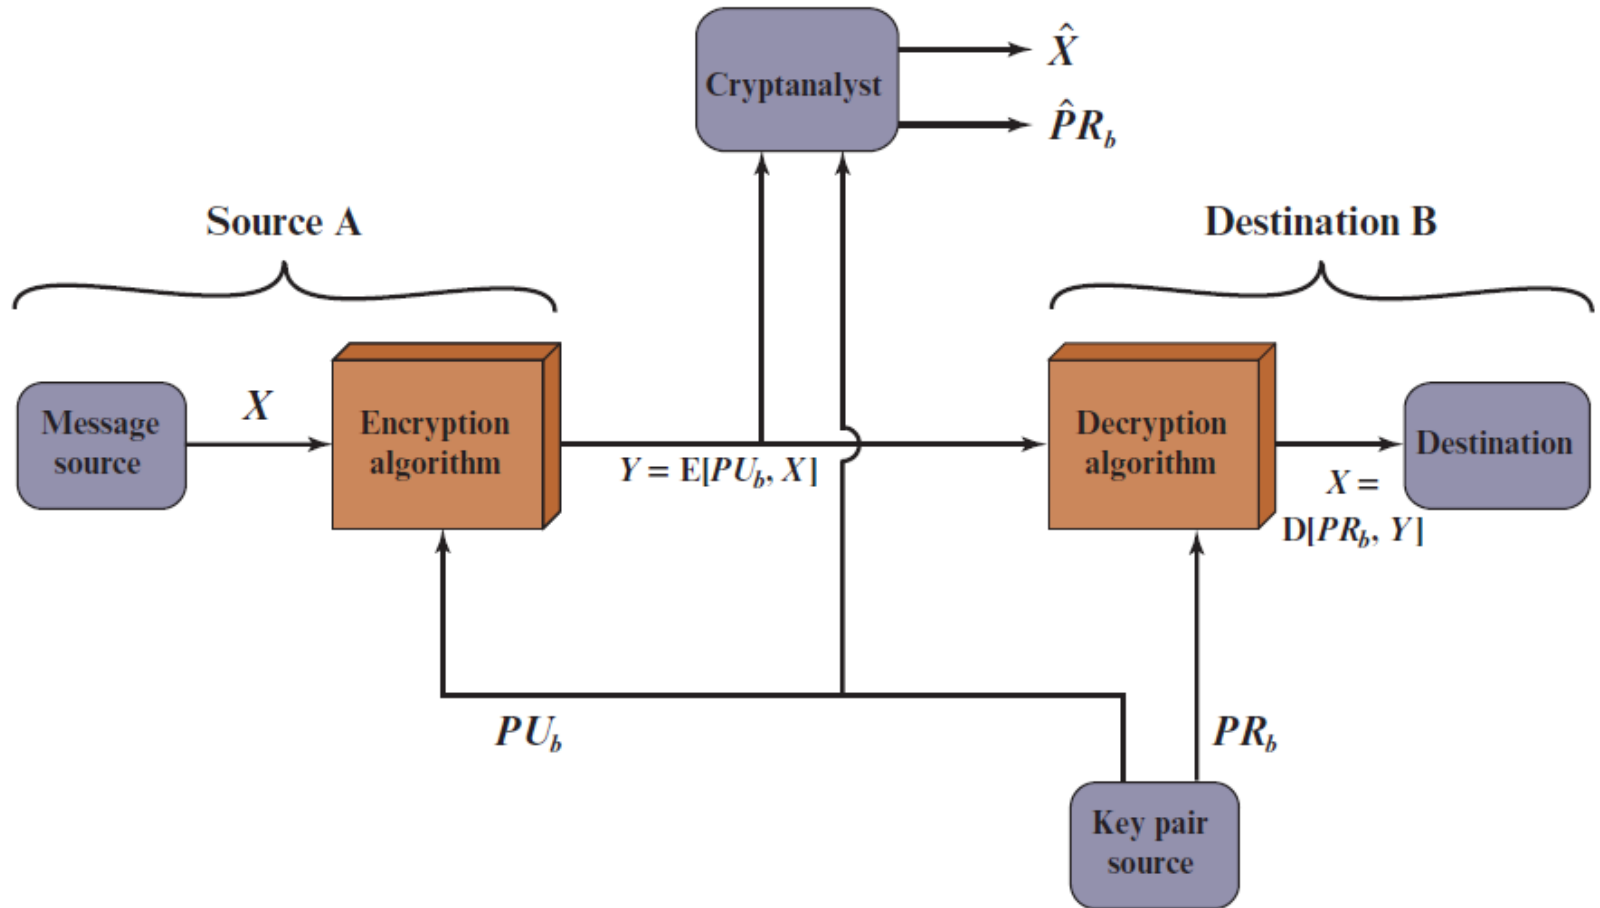 Cryptanalyst
X̂
P̂R_b
Source A
Destination B
Message
source
X
Encryption
algorithm
Y = E[PU_b, X]
Decryption
algorithm
X =
D[PR_b, Y]
Destination
PU_b
PR_b
Key pair
source